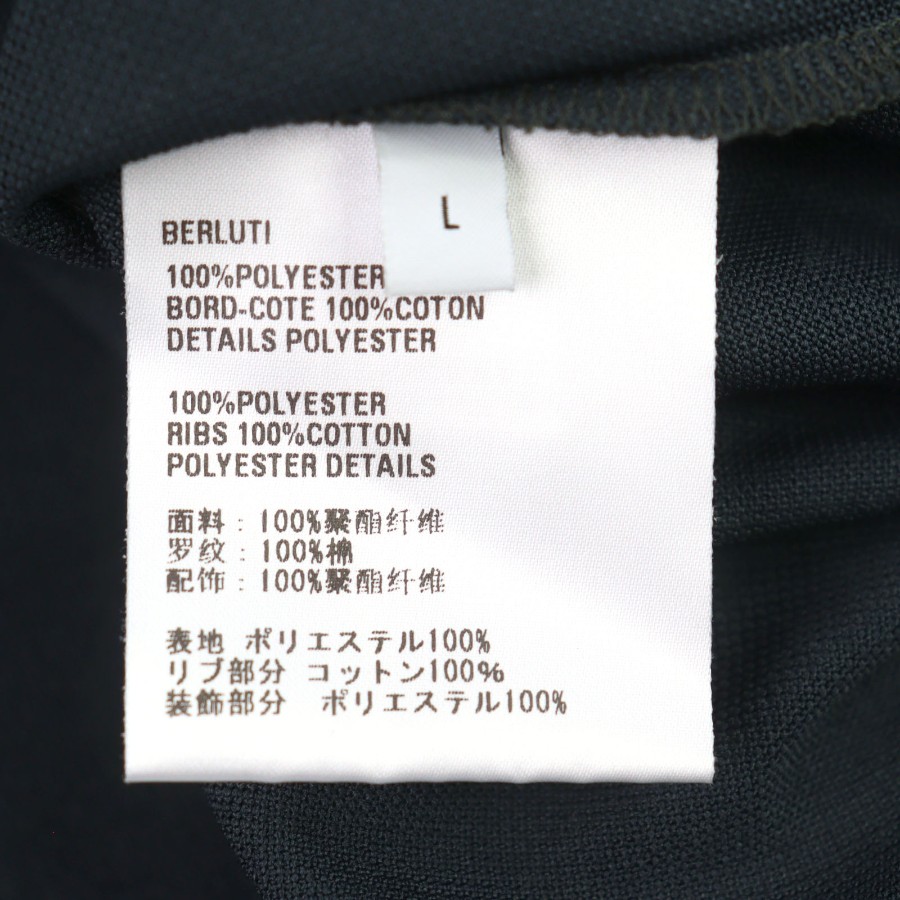 L
BERLUTI
100%POLYESTER
BORD-COTE 100%COTON
DETAILS POLYESTER
100%POLYESTER
RIBS 100%COTTON
POLYESTER DETAILS
面料：100%聚酯纤维
罗纹：100%棉
配饰：100%聚酯纤维
表地 ポリエステル100%
リブ部分 コットン100%
装飾部分 ポリエステル100%